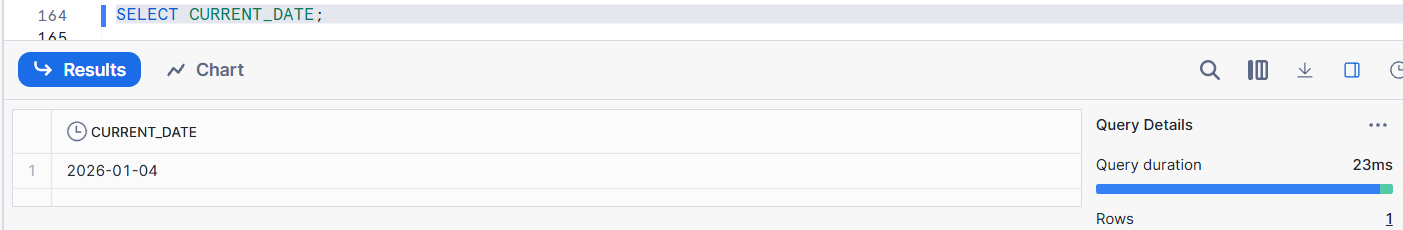 164 SELECT CURRENT_DATE;
165
Results Chart
CURRENT_DATE
1 2026-01-04
Query Details ...
Query duration 23ms
Rows 1